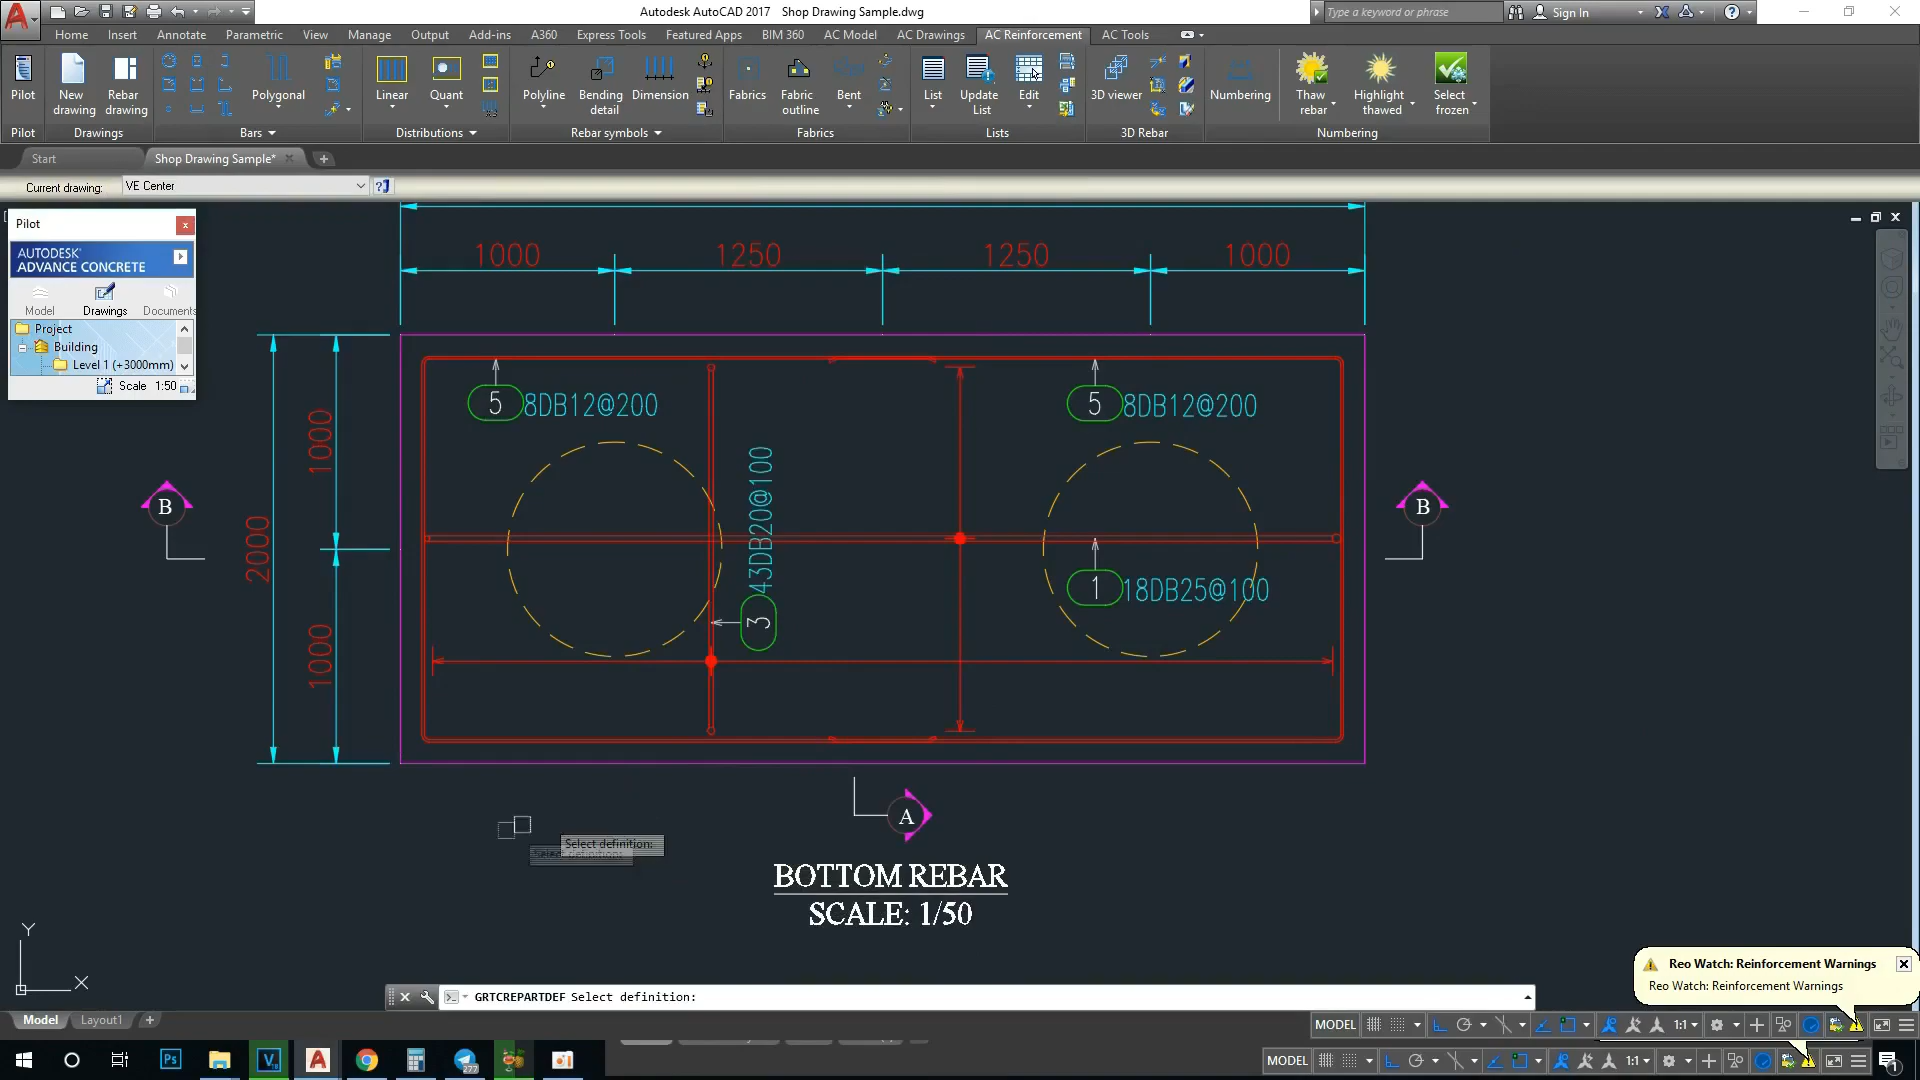 Autodesk AutoCAD 2017 Shop Drawing Sample.dwg
Type a keyword or phrase
Sign In
Home Insert Annotate Parametric View Manage Output Add-ins A360 Express Tools Featured Apps BIM 360 AC Model AC Drawings AC Reinforcement AC Tools
Pilot New drawing Rebar drawing Polygonal Linear Quant Polyline Bending detail Dimension Fabrics Fabric outline Bent List Update List Edit 3D viewer Numbering Thaw rebar Highlight thawed Select frozen
Pilot Drawings Bars Distributions Rebar symbols Fabrics Lists 3D Rebar Numbering
Start Shop Drawing Sample*
Current drawing: VE Center
Pilot
AUTODESK
ADVANCE CONCRETE
Model Drawings Documents
Project
Building
Level 1 (+3000mm)
Scale 1:50
1000 1250 1250 1000
5 8DB12@200
5 8DB12@200
1000
2000
1000
43DB20@100
3
1 18DB25@100
B
B
A
Select definition:
BOTTOM REBAR
SCALE: 1/50
Y
X
GRTCREPARTDEF Select definition:
Reo Watch: Reinforcement Warnings
Reo Watch: Reinforcement Warnings
Model Layout1
MODEL 1:1
MODEL 1:1
Ps
277
1